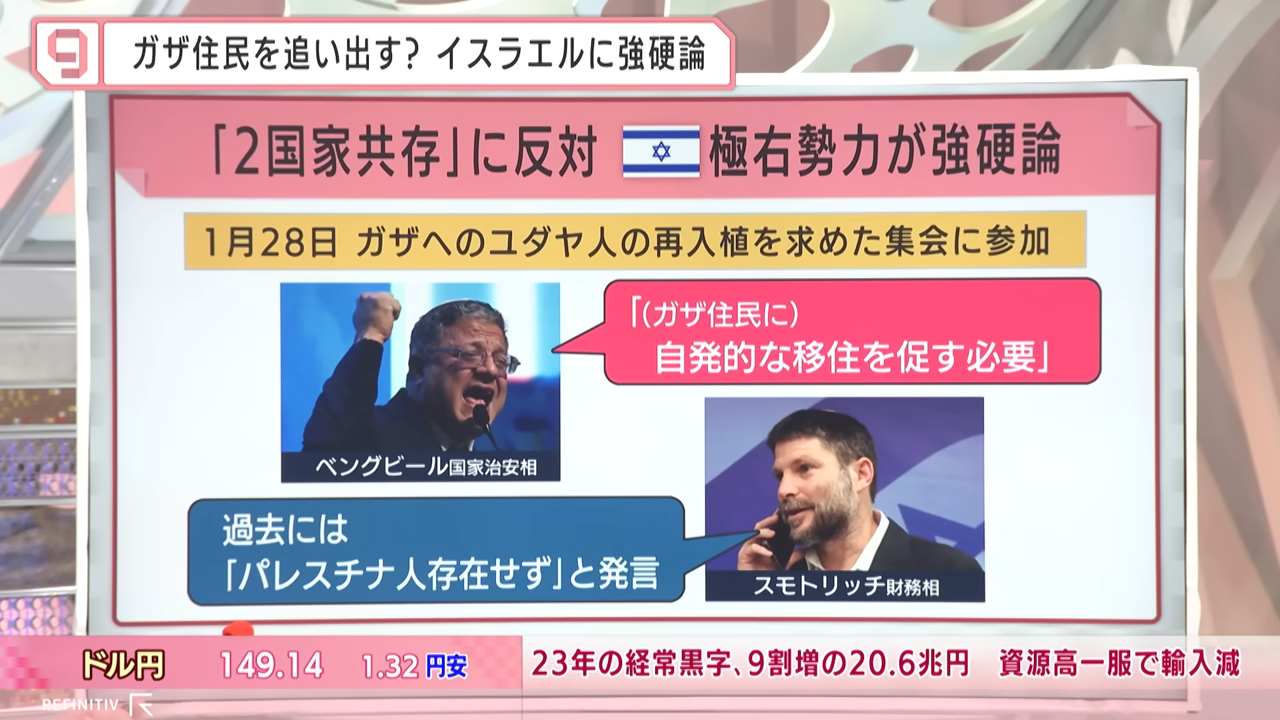 9
ガザ住民を追い出す? イスラエルに強硬論
「2国家共存」に反対 極右勢力が強硬論
1月28日 ガザへのユダヤ人の再入植を求めた集会に参加
「(ガザ住民に)
自発的な移住を促す必要」
ベングビール国家治安相
過去には
「パレスチナ人存在せず」と発言
スモトリッチ財務相
ドル円 149.14 1.32 円安
23年の経常黒字、9割増の20.6兆円 資源高一服で輸入減
REFINITIV